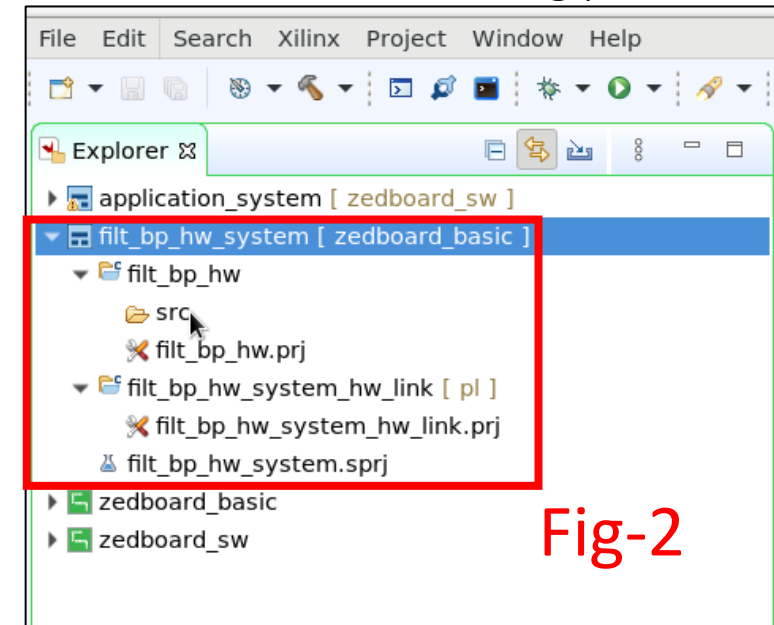 File Edit Search Xilinx Project Window Help
Explorer
application_system [ zedboard_sw ]
filt_bp_hw_system [ zedboard_basic ]
filt_bp_hw
src
filt_bp_hw.prj
filt_bp_hw_system_hw_link [ pl ]
filt_bp_hw_system_hw_link.prj
filt_bp_hw_system.sprj
zedboard_basic
zedboard_sw
Fig-2